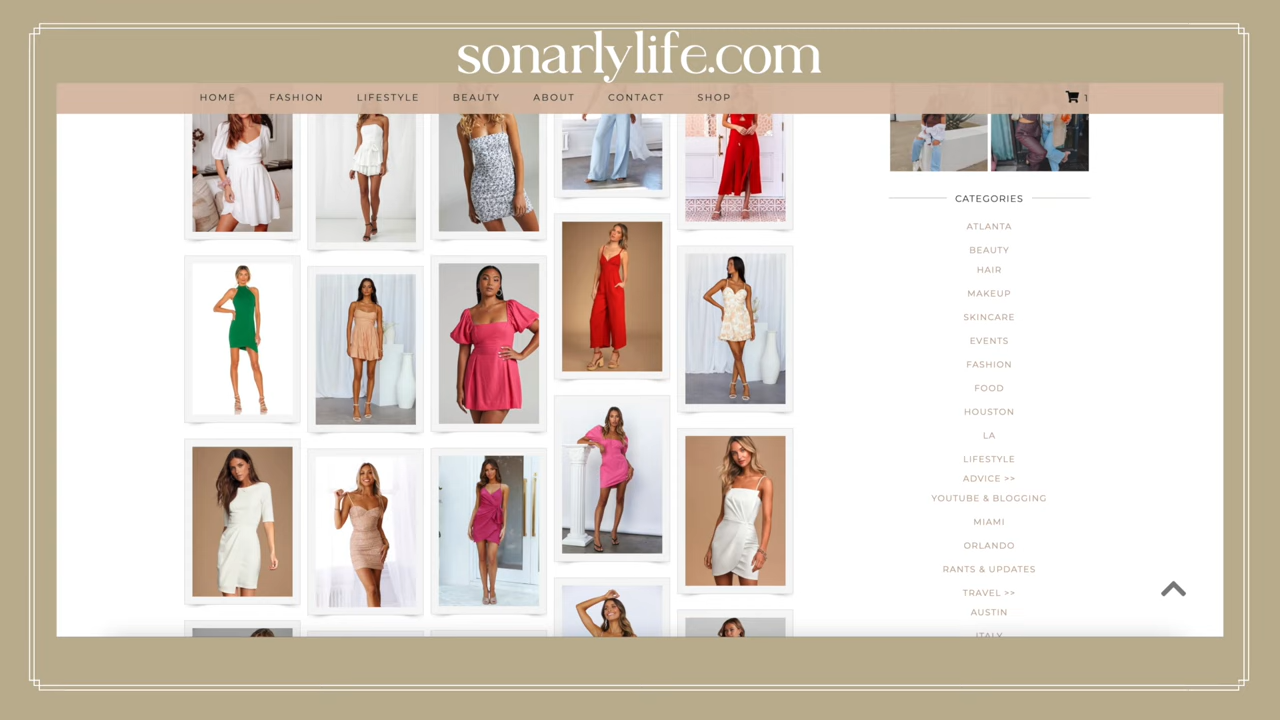 sonarlylife.com
HOME FASHION LIFESTYLE BEAUTY ABOUT CONTACT SHOP 1
CATEGORIES
ATLANTA
BEAUTY
HAIR
MAKEUP
SKINCARE
EVENTS
FASHION
FOOD
HOUSTON
LA
LIFESTYLE
ADVICE >>
YOUTUBE & BLOGGING
MIAMI
ORLANDO
RANTS & UPDATES
TRAVEL >>
AUSTIN
ITALY